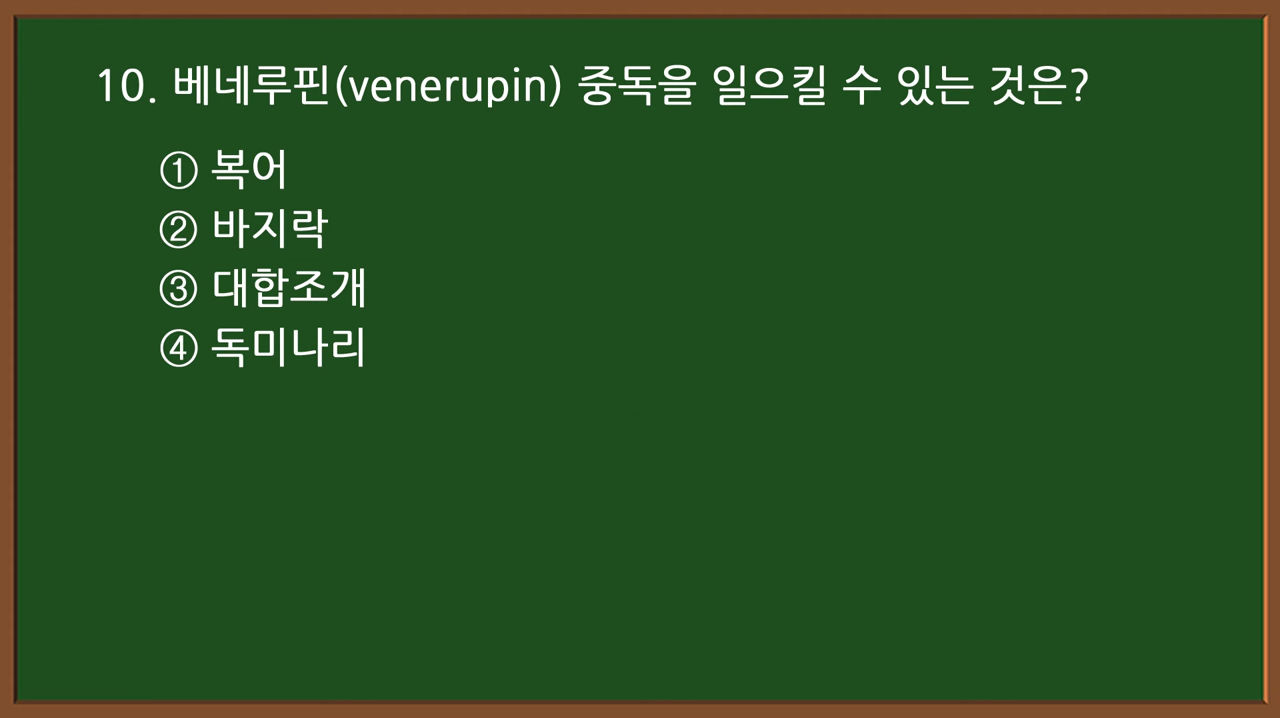 10. 베네루핀(venerupin) 중독을 일으킬 수 있는 것은?
① 복어
② 바지락
③ 대합조개
④ 독미나리